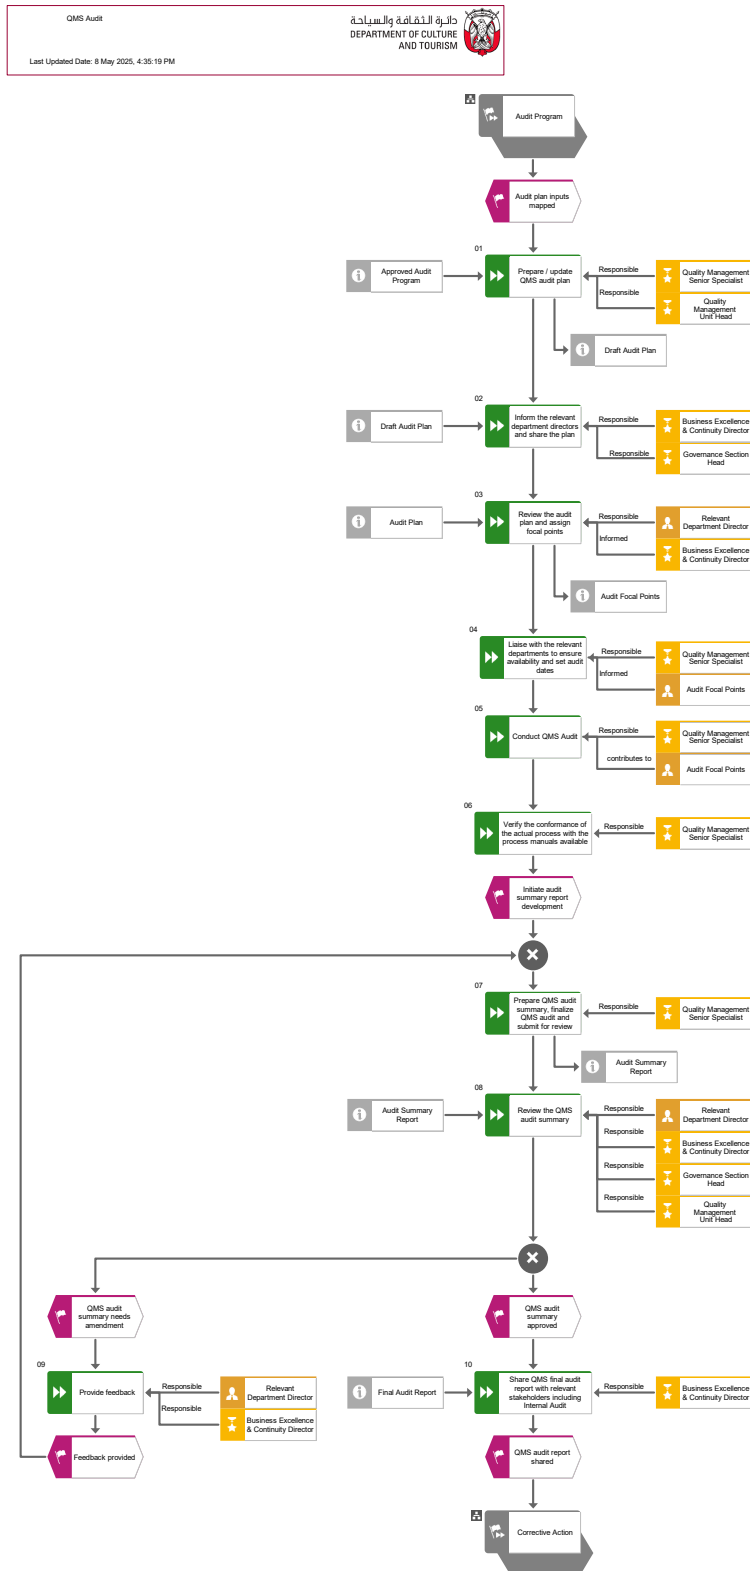 QMS Audit
دائرة الثقافة والسياحة
DEPARTMENT OF CULTURE
AND TOURISM
Last Updated Date: 8 May 2025, 4:35:19 PM
Audit Program
Audit plan inputs
mapped
01
Approved Audit
Program
Prepare / update
QMS audit plan
Responsible
Quality Management
Senior Specialist
Responsible
Quality
Management
Unit Head
Draft Audit Plan
02
Draft Audit Plan
Inform the relevant
department directors
and share the plan
Responsible
Business Excellence
& Continuity Director
Responsible
Governance Section
Head
03
Audit Plan
Review the audit
plan and assign
focal points
Responsible
Relevant
Department Director
Informed
Business Excellence
& Continuity Director
Audit Focal Points
04
Liaise with the relevant
departments to ensure
availability and set audit
dates
Responsible
Quality Management
Senior Specialist
Informed
Audit Focal Points
05
Conduct QMS Audit
Responsible
Quality Management
Senior Specialist
contributes to
Audit Focal Points
06
Verify the conformance of
the actual process with the
process manuals available
Responsible
Quality Management
Senior Specialist
Initiate audit
summary report
development
07
Prepare QMS audit
summary, finalize
QMS audit and
submit for review
Responsible
Quality Management
Senior Specialist
Audit Summary
Report
08
Audit Summary
Report
Review the QMS
audit summary
Responsible
Relevant
Department Director
Responsible
Business Excellence
& Continuity Director
Responsible
Governance Section
Head
Responsible
Quality
Management
Unit Head
QMS audit
summary needs
amendment
QMS audit
summary
approved
09
Provide feedback
Responsible
Relevant
Department Director
Responsible
Business Excellence
& Continuity Director
Feedback provided
10
Final Audit Report
Share QMS final audit
report with relevant
stakeholders including
Internal Audit
Responsible
Business Excellence
& Continuity Director
QMS audit report
shared
Corrective Action